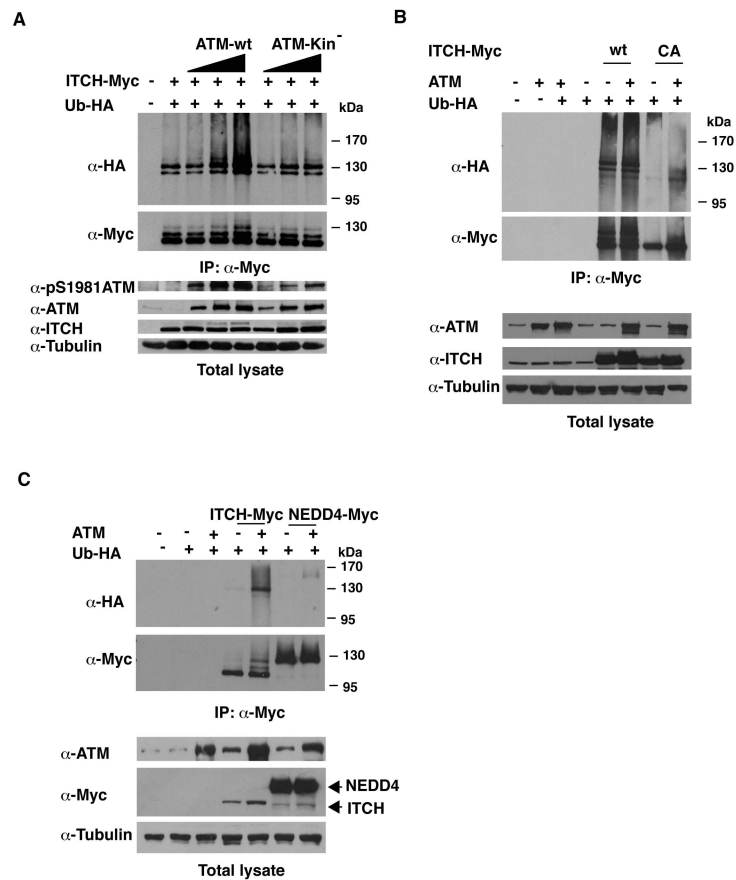 A
ATM-wt ATM-Kin-
ITCH-Myc - + + + + + + +
Ub-HA - + + + + + + +
kDa
170
α-HA 130
95
α-Myc 130
IP: α-Myc
α-pS1981ATM
α-ATM
α-ITCH
α-Tubulin
Total lysate
B
ITCH-Myc wt CA
ATM - + + - - + - +
Ub-HA - - + + + + + +
kDa
170
α-HA 130
95
α-Myc
IP: α-Myc
α-ATM
α-ITCH
α-Tubulin
Total lysate
C
ITCH-Myc NEDD4-Myc
ATM - - + - + - +
Ub-HA - + + + + + +
kDa
170
130
α-HA
95
α-Myc 130
95
IP: α-Myc
α-ATM
α-Myc NEDD4
ITCH
α-Tubulin
Total lysate